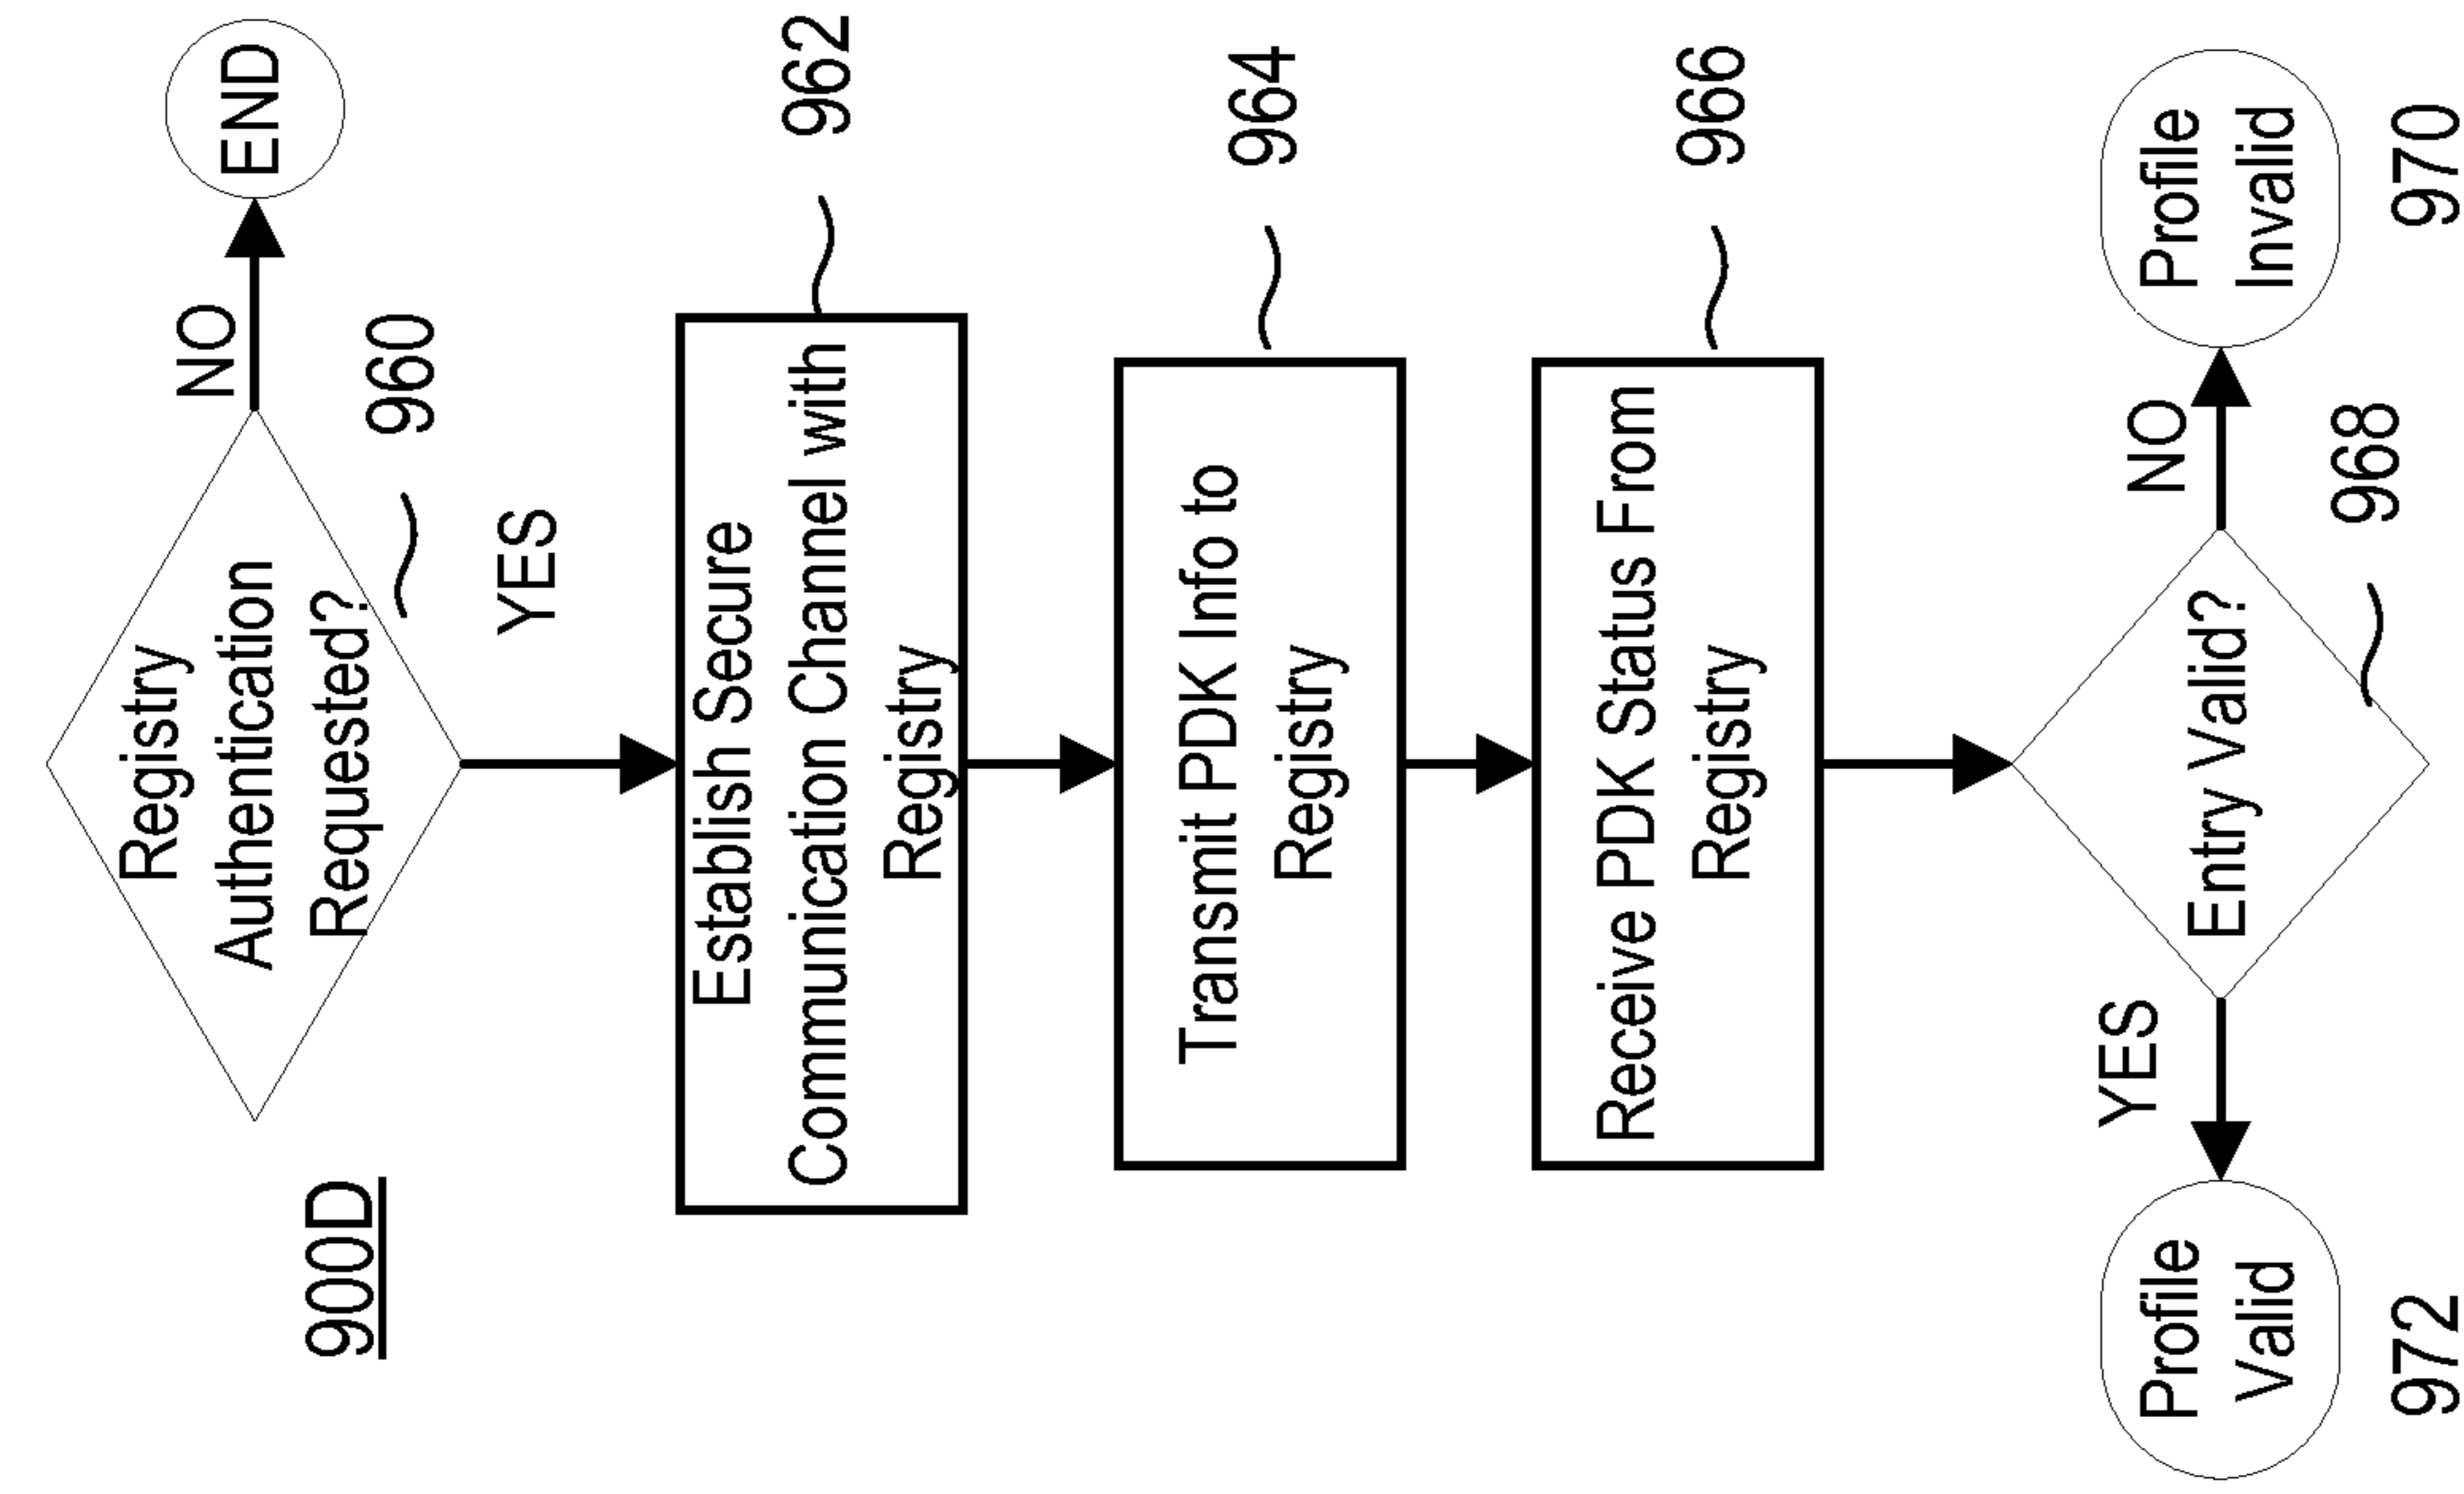 900D
Registry
Authentication
Requested?
NO
END
960
YES
Establish Secure
Communication Channel with
Registry
962
Transmit PDK Info to
Registry
964
Receive PDK Status From
Registry
966
Entry Valid?
968
YES
NO
Profile
Valid
972
Profile
Invalid
970